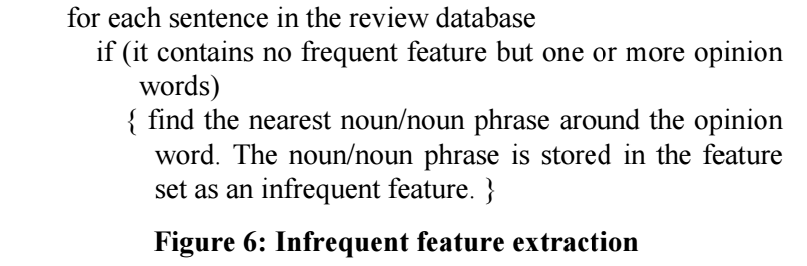 for each sentence in the review database
if (it contains no frequent feature but one or more opinion
words)
{ find the nearest noun/noun phrase around the opinion
word. The noun/noun phrase is stored in the feature
set as an infrequent feature. }
Figure 6: Infrequent feature extraction